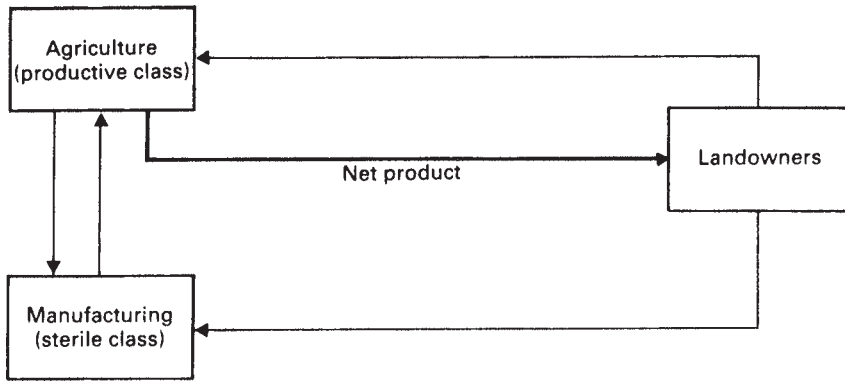 Agriculture
(productive class)
Landowners
Net product
Manufacturing
(sterile class)